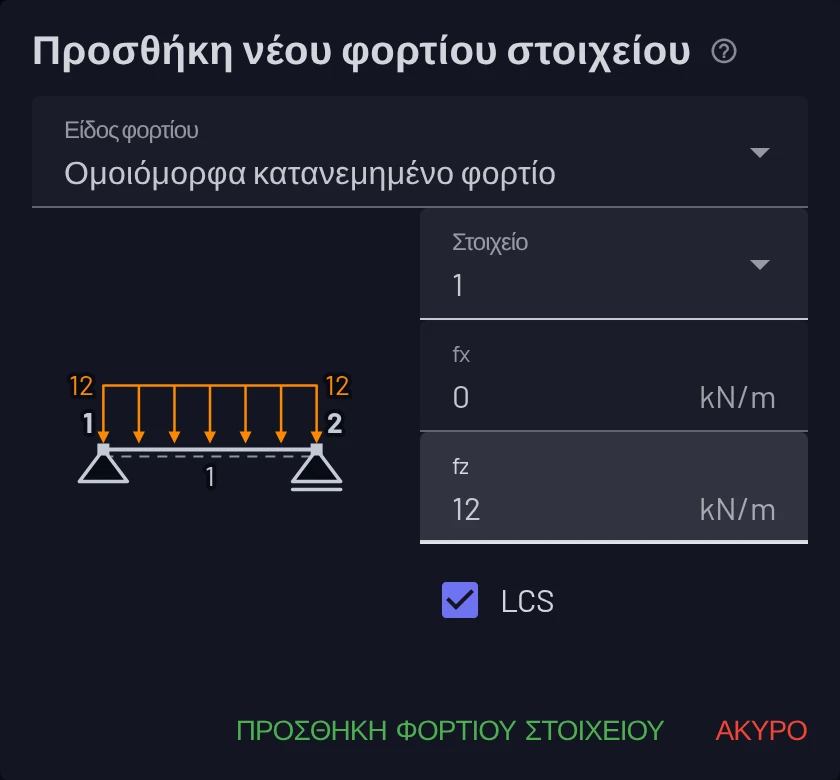 Προσθήκη νέου φορτίου στοιχείου ?
Είδος φορτίου
Ομοιόμορφα κατανεμημένο φορτίο
Στοιχείο
1
fx
0 kN/m
fz
12 kN/m
LCS
12 12
1 2
1
ΠΡΟΣΘΗΚΗ ΦΟΡΤΙΟΥ ΣΤΟΙΧΕΙΟΥ ΑΚΥΡΟ